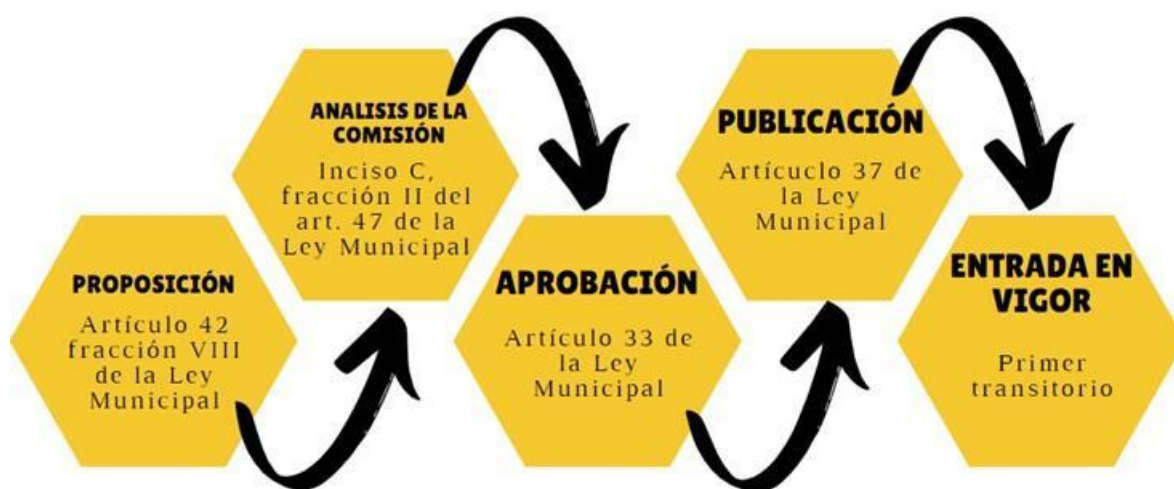 PROPOSICIÓN
Artículo 42
fracción VIII
de la Ley
Municipal
ANALISIS DE LA
COMISIÓN
Inciso C,
fracción II del
art. 47 de la
Ley Municipal
APROBACIÓN
Artículo 33 de
la Ley
Municipal
PUBLICACIÓN
Artícuclo 37 de
la Ley
Municipal
ENTRADA EN
VIGOR
Primer
transitorio